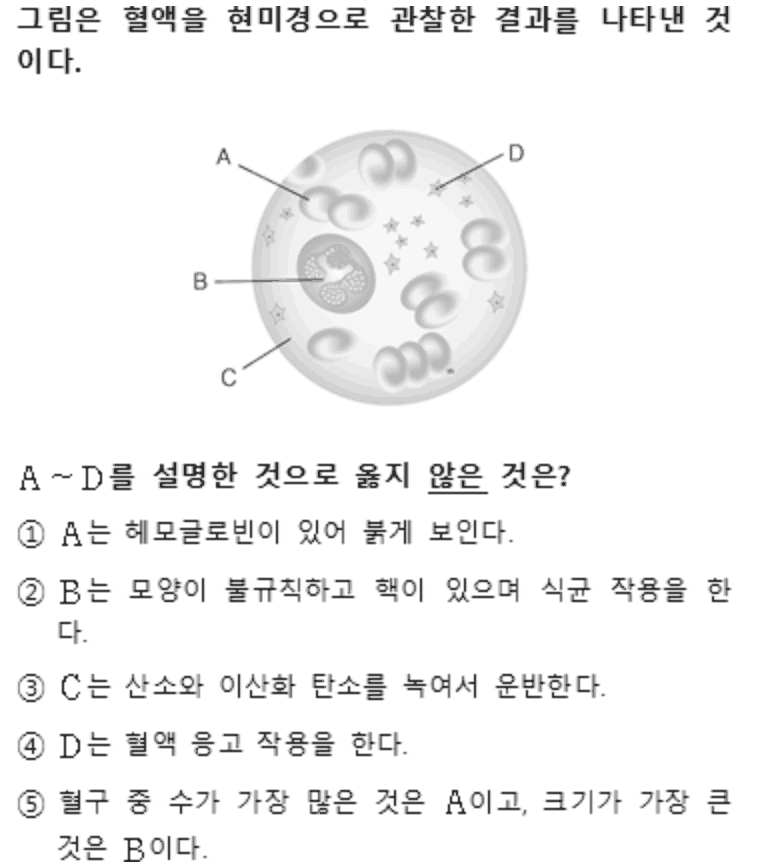 그림은 혈액을 현미경으로 관찰한 결과를 나타낸 것
이다.
A
D
B
C
A ~ D를 설명한 것으로 옳지 않은 것은?
① A는 헤모글로빈이 있어 붉게 보인다.
② B는 모양이 불규칙하고 핵이 있으며 식균 작용을 한
다.
③ C는 산소와 이산화 탄소를 녹여서 운반한다.
④ D는 혈액 응고 작용을 한다.
⑤ 혈구 중 수가 가장 많은 것은 A이고, 크기가 가장 큰
것은 B이다.